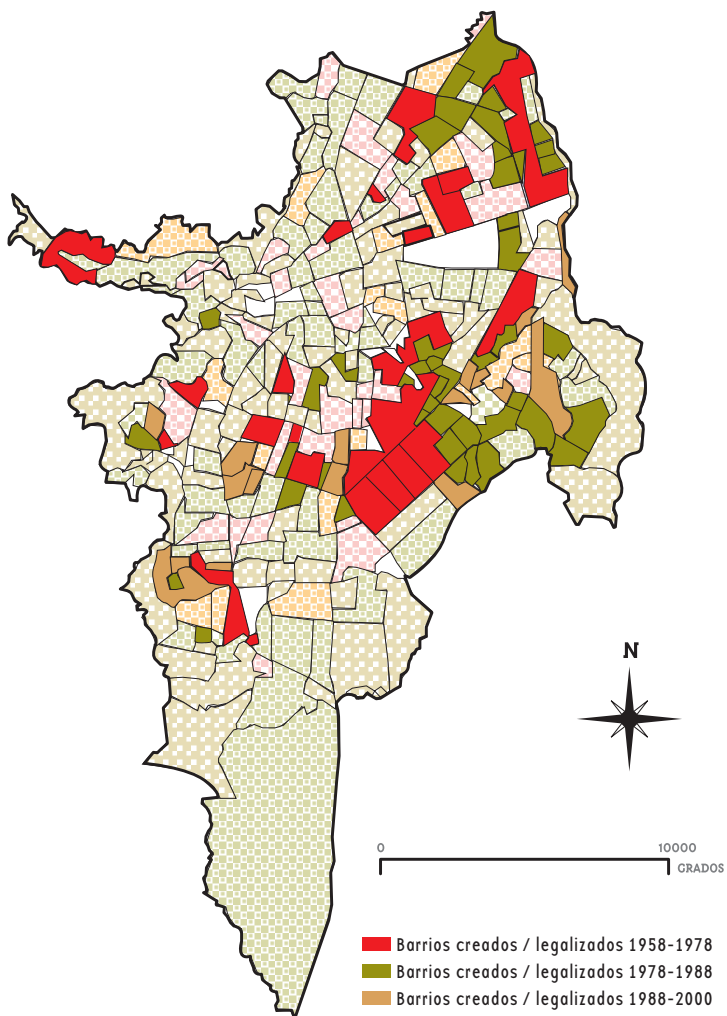 N
0 10000
GRADOS
Barrios creados / legalizados 1958-1978
Barrios creados / legalizados 1978-1988
Barrios creados / legalizados 1988-2000